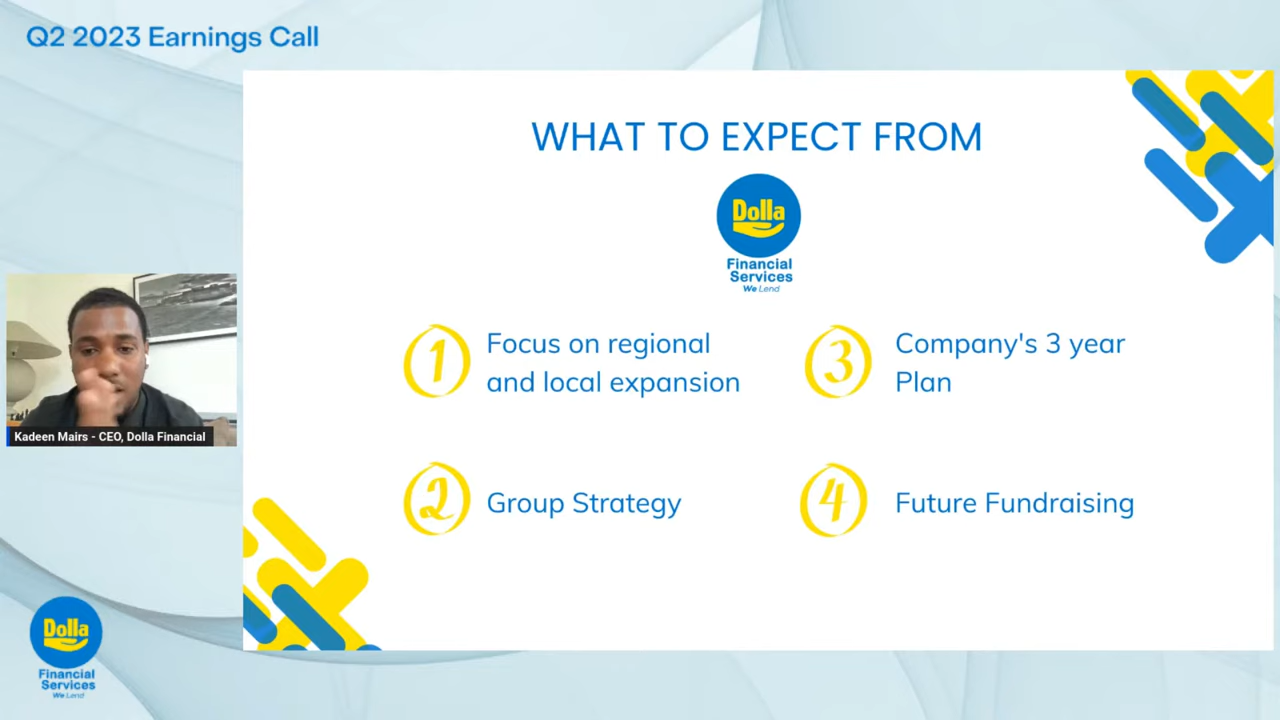 Q2 2023 Earnings Call
WHAT TO EXPECT FROM
Dolla
Financial
Services
We Lend
1
Focus on regional
and local expansion
2
Group Strategy
3
Company's 3 year
Plan
4
Future Fundraising
Kadeen Mairs - CEO, Dolla Financial
Dolla
Financial
Services
We Lend